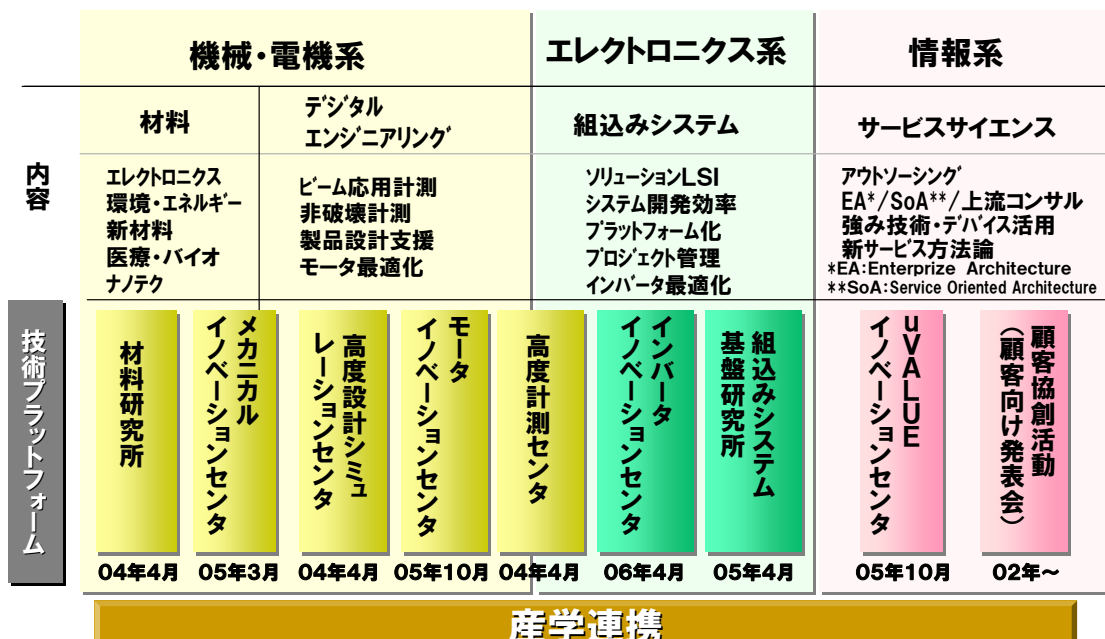 機械・電機系
エレクトロニクス系
情報系
材料
デジタル
エンジニアリング
組込みシステム
サービスサイエンス
内容
エレクトロニクス
環境・エネルギー
新材料
医療・バイオ
ナノテク
ビーム応用計測
非破壊計測
製品設計支援
モータ最適化
ソリューションLSI
システム開発効率
プラットフォーム化
プロジェクト管理
インバータ最適化
アウトソーシング
EA*/SoA**/上流コンサル
強み技術・デバイス活用
新サービス方法論
*EA:Enterprize Architecture
**SoA:Service Oriented Architecture
技術プラットフォーム
材料研究所
メカニカル
イノベーションセンタ
高度設計シミュ
レーションセンタ
モータ
イノベーションセンタ
高度計測センタ
インバータ
イノベーションセンタ
組込みシステム
基盤研究所
uVALUE
イノベーションセンタ
顧客協創活動
(顧客向け発表会)
04年4月
05年3月
04年4月
05年10月
04年4月
06年4月
05年4月
05年10月
02年～
産学連携